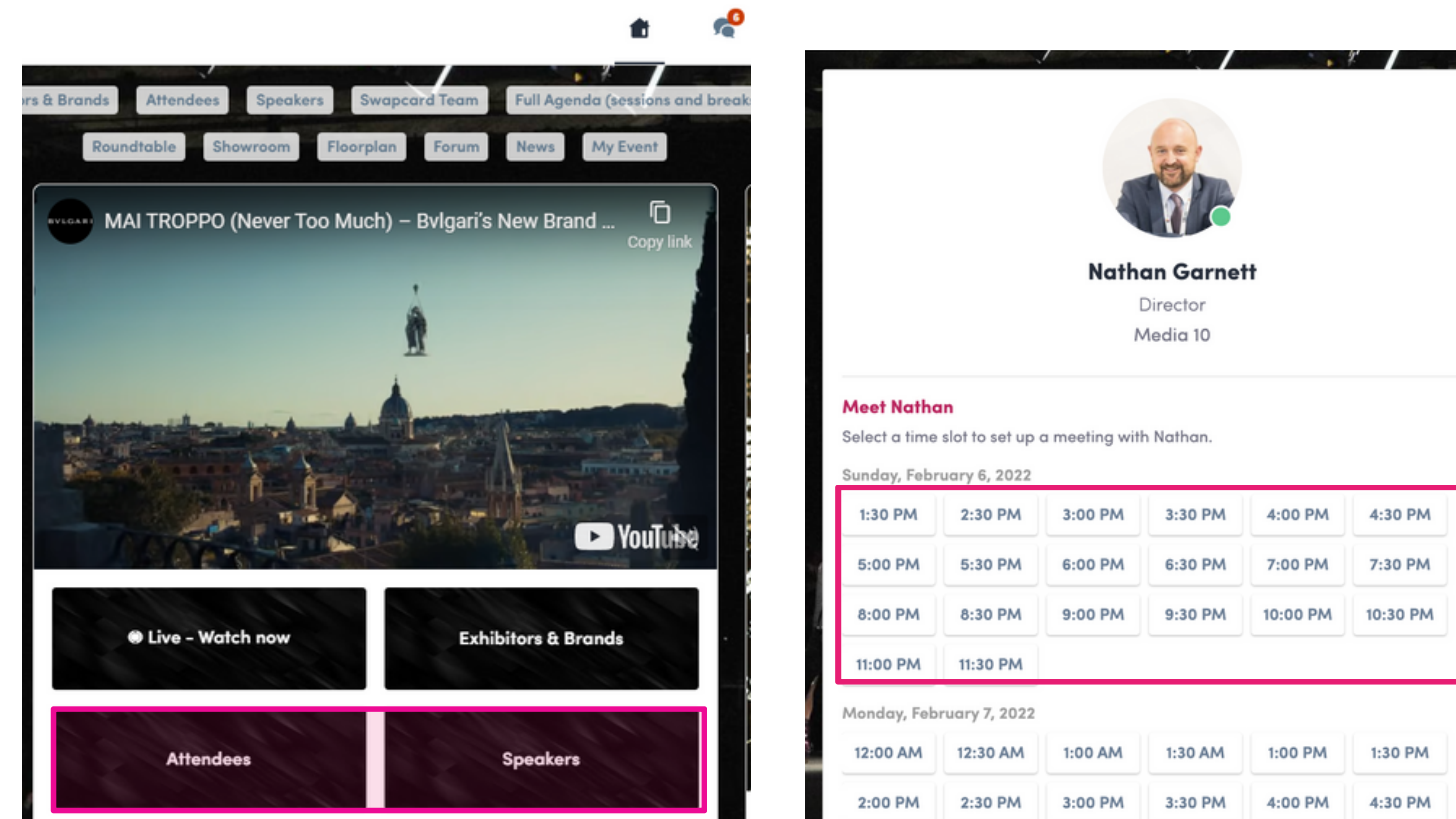 6
rs & Brands Attendees Speakers Swapcard Team Full Agenda (sessions and break
Roundtable Showroom Floorplan Forum News My Event
BVLGARI MAI TROPPO (Never Too Much) – Bvlgari's New Brand ...
Copy link
YouTube
Live - Watch now Exhibitors & Brands
Attendees Speakers
Nathan Garnett
Director
Media 10
Meet Nathan
Select a time slot to set up a meeting with Nathan.
Sunday, February 6, 2022
1:30 PM 2:30 PM 3:00 PM 3:30 PM 4:00 PM 4:30 PM
5:00 PM 5:30 PM 6:00 PM 6:30 PM 7:00 PM 7:30 PM
8:00 PM 8:30 PM 9:00 PM 9:30 PM 10:00 PM 10:30 PM
11:00 PM 11:30 PM
Monday, February 7, 2022
12:00 AM 12:30 AM 1:00 AM 1:30 AM 1:00 PM 1:30 PM
2:00 PM 2:30 PM 3:00 PM 3:30 PM 4:00 PM 4:30 PM